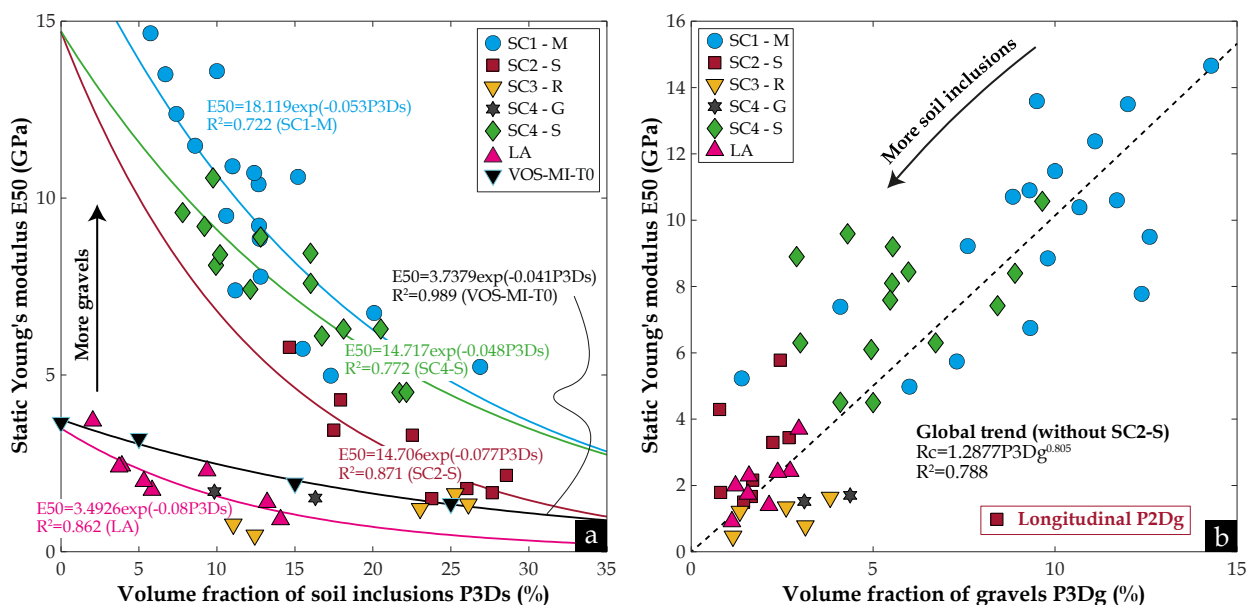 Static Young's modulus E50 (GPa)
15
10
5
0
0
5
10
15
20
25
30
35
Volume fraction of soil inclusions P3Ds (%)
More gravels
E50=18.119exp(-0.053P3Ds)
R²=0.722 (SC1-M)
SC1 - M
SC2 - S
SC3 - R
SC4 - G
SC4 - S
LA
VOS-MI-T0
E50=3.7379exp(-0.041P3Ds)
R²=0.989 (VOS-MI-T0)
E50=14.717exp(-0.048P3Ds)
R²=0.772 (SC4-S)
E50=14.706exp(-0.077P3Ds)
R²=0.871 (SC2-S)
E50=3.4926exp(-0.08P3Ds)
R²=0.862 (LA)
a
Static Young's modulus E50 (GPa)
16
14
12
10
8
6
4
2
0
0
5
10
15
Volume fraction of gravels P3Dg (%)
SC1 - M
SC2 - S
SC3 - R
SC4 - G
SC4 - S
LA
More soil inclusions
Global trend (without SC2-S)
Rc=1.2877P3Dg^0.805
R²=0.788
Longitudinal P2Dg
b